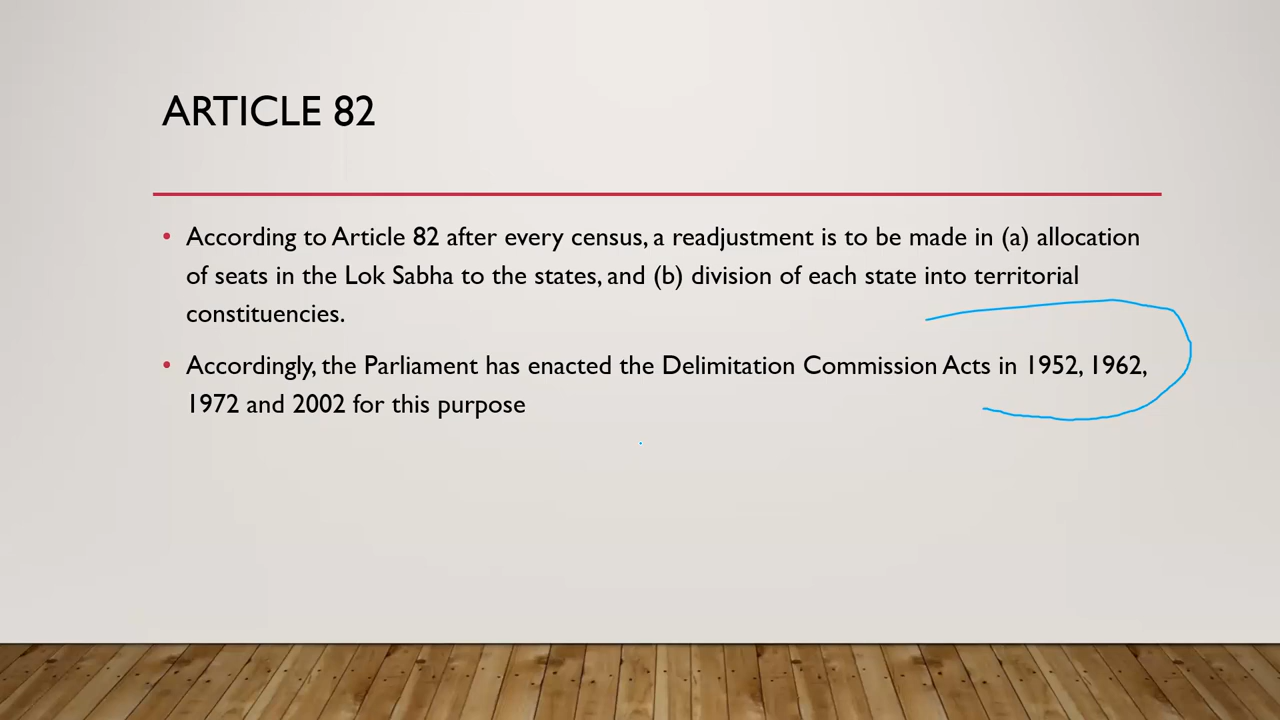 ARTICLE 82
• According to Article 82 after every census, a readjustment is to be made in (a) allocation
of seats in the Lok Sabha to the states, and (b) division of each state into territorial
constituencies.
• Accordingly, the Parliament has enacted the Delimitation Commission Acts in 1952, 1962,
1972 and 2002 for this purpose